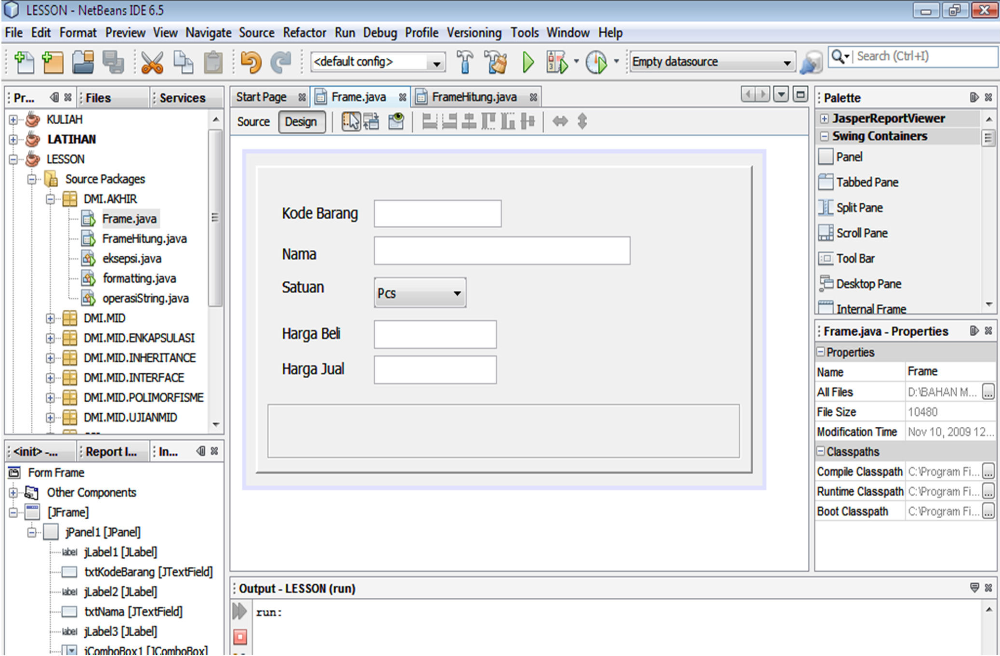 LESSON - NetBeans IDE 6.5
File Edit Format Preview View Navigate Source Refactor Run Debug Profile Versioning Tools Window Help
<default config>
Empty datasource
Search (Ctrl+I)
Pr... Files Services
KULIAH
LATIHAN
LESSON
Source Packages
DMI.AKHIR
Frame.java
FrameHitung.java
eksepsi.java
formatting.java
operasiString.java
DMI.MID
DMI.MID.ENKAPSULASI
DMI.MID.INHERITANCE
DMI.MID.INTERFACE
DMI.MID.POLIMORFISME
DMI.MID.UJIANMID
<init> -... Report I... In...
Form Frame
Other Components
[JFrame]
jPanel1 [JPanel]
label jLabel1 [JLabel]
txtKodeBarang [JTextField]
label jLabel2 [JLabel]
txtNama [JTextField]
label jLabel3 [JLabel]
jComboBox1 [JComboBox]
Start Page Frame.java FrameHitung.java
Source Design
Kode Barang
Nama
Satuan
Pcs
Harga Beli
Harga Jual
Output - LESSON (run)
run:
Palette
JasperReportViewer
Swing Containers
Panel
Tabbed Pane
Split Pane
Scroll Pane
Tool Bar
Desktop Pane
Internal Frame
Frame.java - Properties
Properties
Name Frame
All Files D:\BAHAN M... ...
File Size 10480
Modification Time Nov 10, 2009 12...
Classpaths
Compile Classpath C:\Program Fi... ...
Runtime Classpath C:\Program Fi... ...
Boot Classpath C:\Program Fi... ...